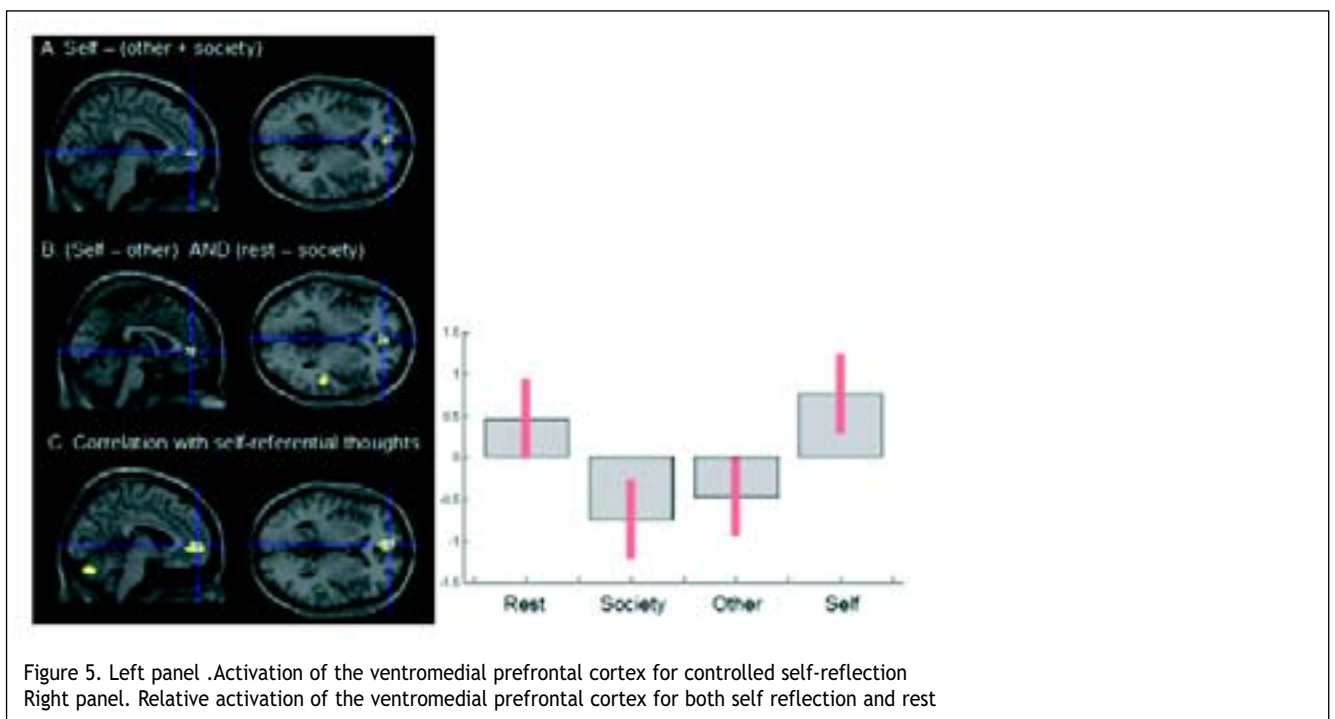 A. Self – (other + society)
B. (Self – other) AND (rest – society)
C. Correlation with self-referential thoughts
1.5
1
0.5
0
-0.5
-1
-1.5
Rest Society Other Self
Figure 5. Left panel .Activation of the ventromedial prefrontal cortex for controlled self-reflection
Right panel. Relative activation of the ventromedial prefrontal cortex for both self reflection and rest